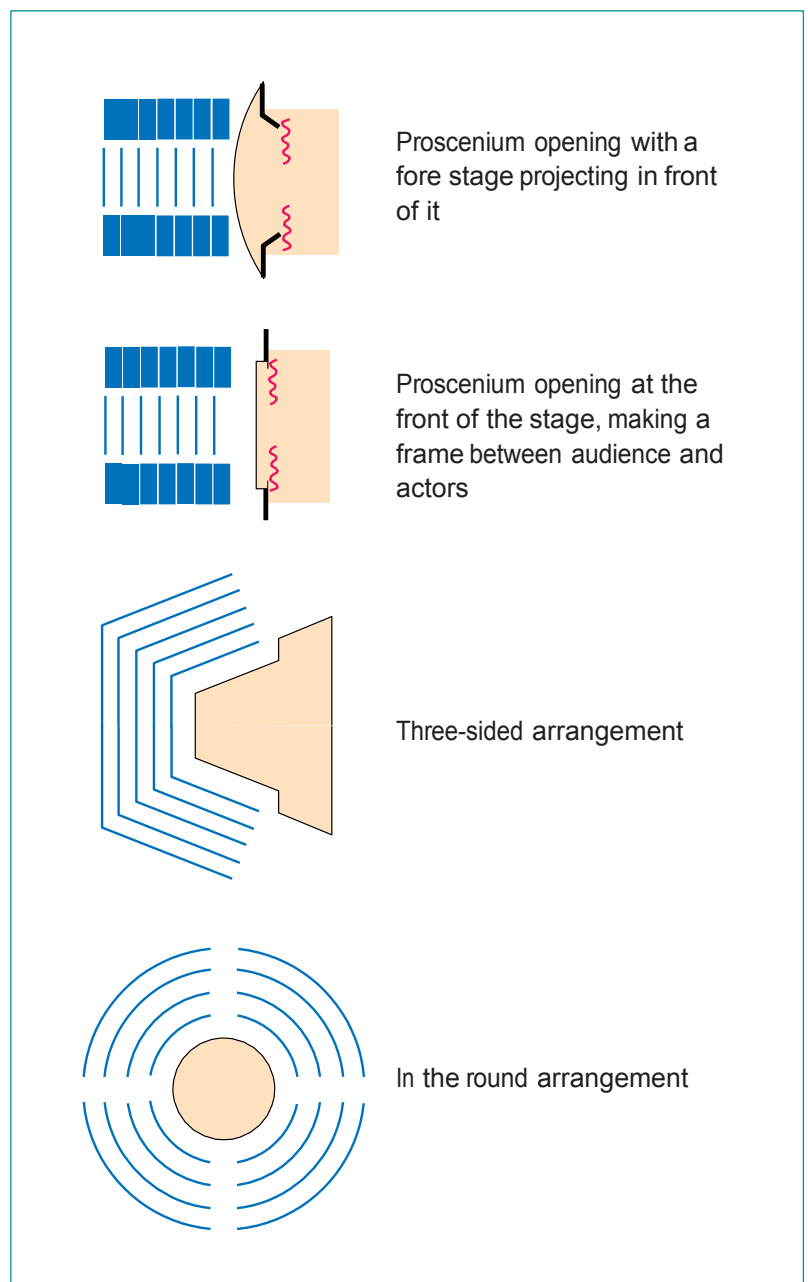 Proscenium opening with a
fore stage projecting in front
of it
Proscenium opening at the
front of the stage, making a
frame between audience and
actors
Three-sided arrangement
In the round arrangement